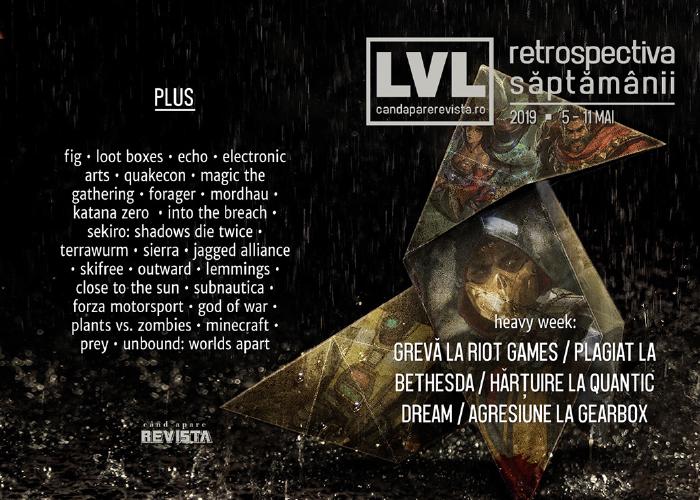 PLUS
fig • loot boxes • echo • electronic
arts • quakecon • magic the
gathering • forager • mordhau •
katana zero • into the breach •
sekiro: shadows die twice •
terrawurm • sierra • jagged alliance
• skifree • outward • lemmings •
close to the sun • subnautica •
forza motorsport • god of war •
plants vs. zombies • minecraft •
prey • unbound: worlds apart
când apare
REVISTA
LVL
candaparerevista.ro
retrospectiva
săptămânii
2019 ▪ 5 - 11 MAI
heavy week:
GREVĂ LA RIOT GAMES / PLAGIAT LA
BETHESDA / HĂRȚUIRE LA QUANTIC
DREAM / AGRESIUNE LA GEARBOX